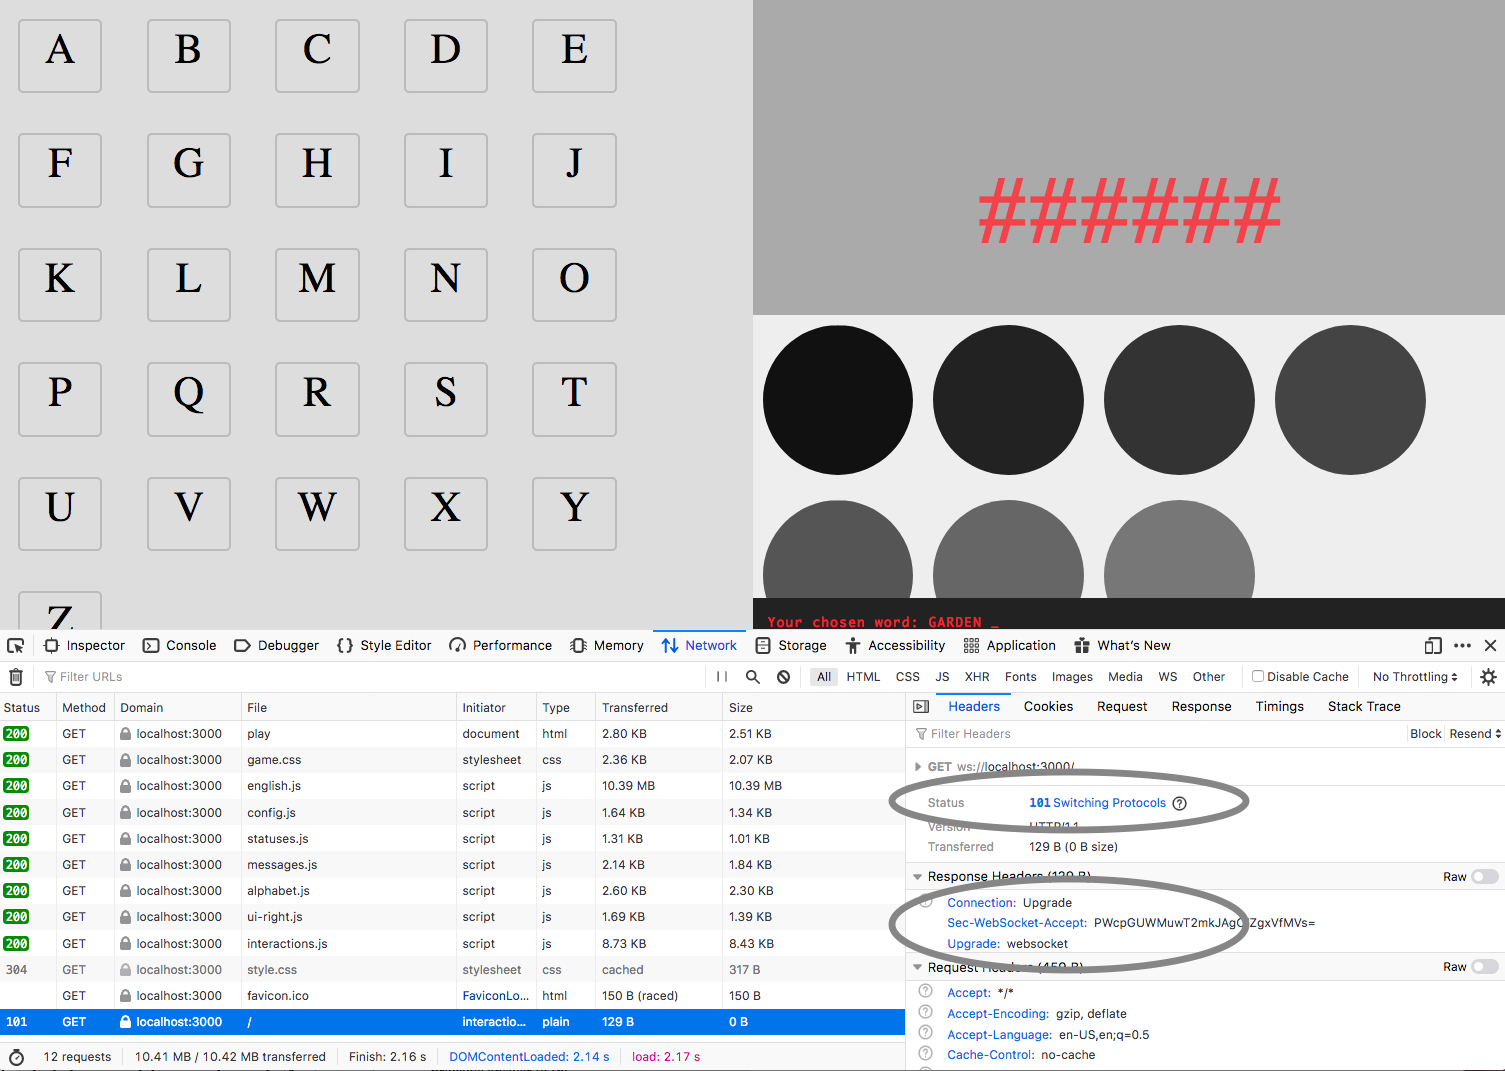 A B C D E
F G H I J
K L M N O
P Q R S T
U V W X Y
Z
######
Your chosen word: GARDEN _
Inspector Console Debugger {} Style Editor Performance Memory Network Storage Accessibility Application What's New
Filter URLs All HTML CSS JS XHR Fonts Images Media WS Other Disable Cache No Throttling
Status Method Domain File Initiator Type Transferred Size
200 GET localhost:3000 play document html 2.80 KB 2.51 KB
200 GET localhost:3000 game.css stylesheet css 2.36 KB 2.07 KB
200 GET localhost:3000 english.js script js 10.39 MB 10.39 MB
200 GET localhost:3000 config.js script js 1.64 KB 1.34 KB
200 GET localhost:3000 statuses.js script js 1.31 KB 1.01 KB
200 GET localhost:3000 messages.js script js 2.14 KB 1.84 KB
200 GET localhost:3000 alphabet.js script js 2.60 KB 2.30 KB
200 GET localhost:3000 ui-right.js script js 1.69 KB 1.39 KB
200 GET localhost:3000 interactions.js script js 8.73 KB 8.43 KB
304 GET localhost:3000 style.css stylesheet css cached 317 B
GET localhost:3000 favicon.ico FaviconLo... html 150 B (raced) 150 B
101 GET localhost:3000 / interactio... plain 129 B 0 B
12 requests 10.41 MB / 10.42 MB transferred Finish: 2.16 s DOMContentLoaded: 2.14 s load: 2.17 s
Headers Cookies Request Response Timings Stack Trace
Filter Headers Block Resend
GET ws://localhost:3000/
Status 101 Switching Protocols
Version HTTP/1.1
Transferred 129 B (0 B size)
Response Headers (129 B) Raw
Connection: Upgrade
Sec-WebSocket-Accept:
Upgrade: websocket
Request Headers (459 B) Raw
Accept: */*
Accept-Encoding: gzip, deflate
Accept-Language: en-US,en;q=0.5
Cache-Control: no-cache